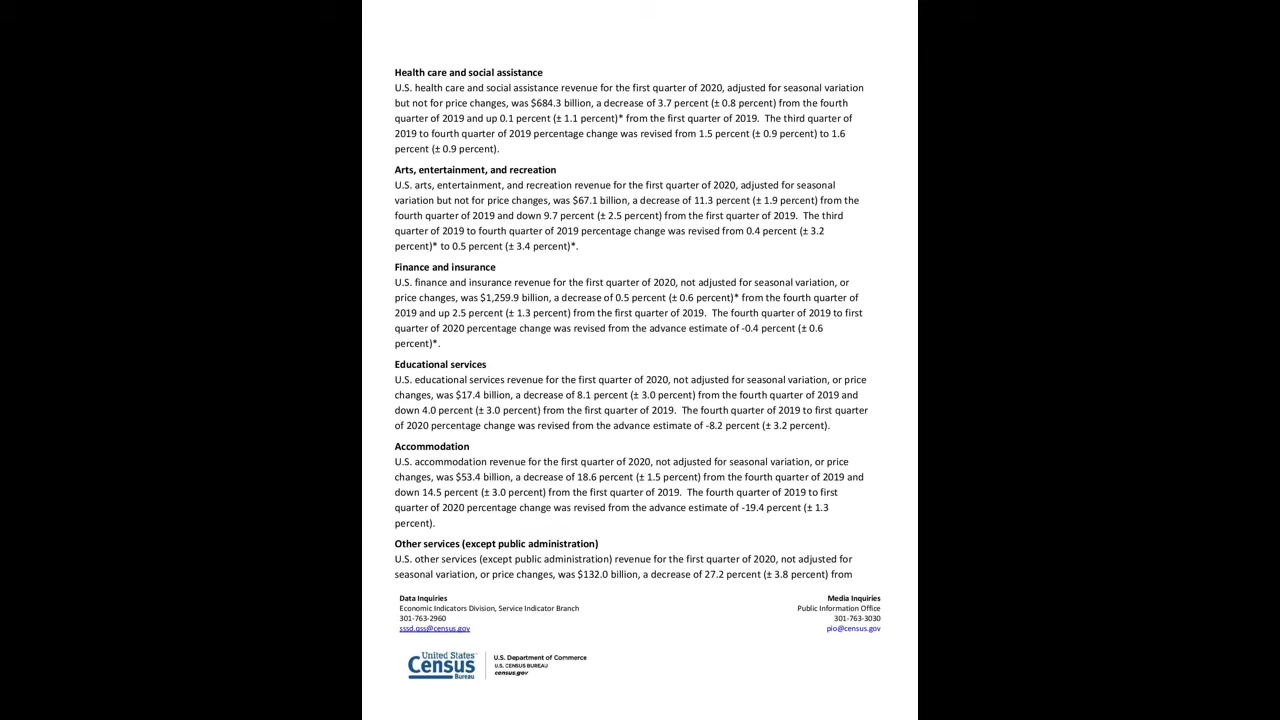 Health care and social assistance
U.S. health care and social assistance revenue for the first quarter of 2020, adjusted for seasonal variation
but not for price changes, was $684.3 billion, a decrease of 3.7 percent (± 0.8 percent) from the fourth
quarter of 2019 and up 0.1 percent (± 1.1 percent)* from the first quarter of 2019.  The third quarter of
2019 to fourth quarter of 2019 percentage change was revised from 1.5 percent (± 0.9 percent) to 1.6
percent (± 0.9 percent).
Arts, entertainment, and recreation
U.S. arts, entertainment, and recreation revenue for the first quarter of 2020, adjusted for seasonal
variation but not for price changes, was $67.1 billion, a decrease of 11.3 percent (± 1.9 percent) from the
fourth quarter of 2019 and down 9.7 percent (± 2.5 percent) from the first quarter of 2019.  The third
quarter of 2019 to fourth quarter of 2019 percentage change was revised from 0.4 percent (± 3.2
percent)* to 0.5 percent (± 3.4 percent)*.
Finance and insurance
U.S. finance and insurance revenue for the first quarter of 2020, not adjusted for seasonal variation, or
price changes, was $1,259.9 billion, a decrease of 0.5 percent (± 0.6 percent)* from the fourth quarter of
2019 and up 2.5 percent (± 1.3 percent) from the first quarter of 2019.  The fourth quarter of 2019 to first
quarter of 2020 percentage change was revised from the advance estimate of -0.4 percent (± 0.6
percent)*.
Educational services
U.S. educational services revenue for the first quarter of 2020, not adjusted for seasonal variation, or price
changes, was $17.4 billion, a decrease of 8.1 percent (± 3.0 percent) from the fourth quarter of 2019 and
down 4.0 percent (± 3.0 percent) from the first quarter of 2019.  The fourth quarter of 2019 to first quarter
of 2020 percentage change was revised from the advance estimate of -8.2 percent (± 3.2 percent).
Accommodation
U.S. accommodation revenue for the first quarter of 2020, not adjusted for seasonal variation, or price
changes, was $53.4 billion, a decrease of 18.6 percent (± 1.5 percent) from the fourth quarter of 2019 and
down 14.5 percent (± 3.0 percent) from the first quarter of 2019.  The fourth quarter of 2019 to first
quarter of 2020 percentage change was revised from the advance estimate of -19.4 percent (± 1.3
percent).
Other services (except public administration)
U.S. other services (except public administration) revenue for the first quarter of 2020, not adjusted for
seasonal variation, or price changes, was $132.0 billion, a decrease of 27.2 percent (± 3.8 percent) from
Data Inquiries
Economic Indicators Division, Service Indicator Branch
301-763-2960
sssd.qss@census.gov
Media Inquiries
Public Information Office
301-763-3030
pio@census.gov
United States
Census
Bureau
U.S. Department of Commerce
U.S. CENSUS BUREAU
census.gov